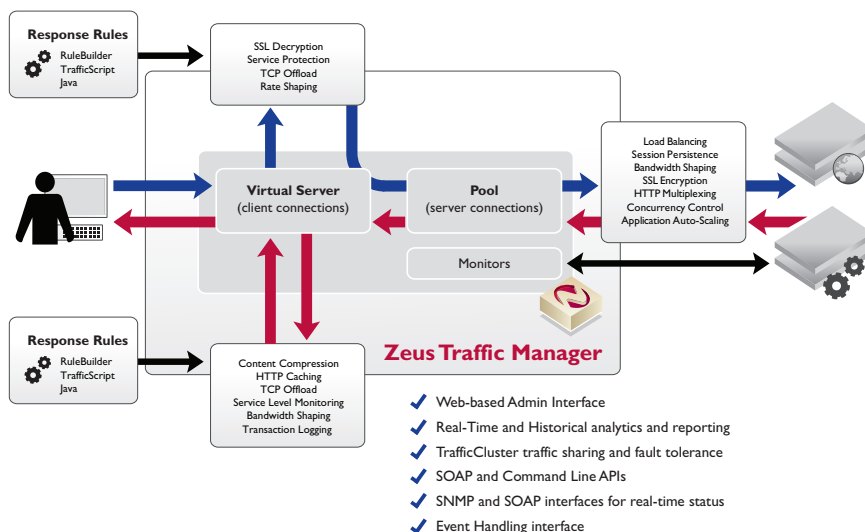 Response Rules
RuleBuilder
TrafficScript
Java
SSL Decryption
Service Protection
TCP Offload
Rate Shaping
Virtual Server
(client connections)
Pool
(server connections)
Monitors
Load Balancing
Session Persistence
Bandwidth Shaping
SSL Encryption
HTTP Multiplexing
Concurrency Control
Application Auto-Scaling
Zeus Traffic Manager
Response Rules
RuleBuilder
TrafficScript
Java
Content Compression
HTTP Caching
TCP Offload
Service Level Monitoring
Bandwidth Shaping
Transaction Logging
Web-based Admin Interface
Real-Time and Historical analytics and reporting
TrafficCluster traffic sharing and fault tolerance
SOAP and Command Line APIs
SNMP and SOAP interfaces for real-time status
Event Handling interface